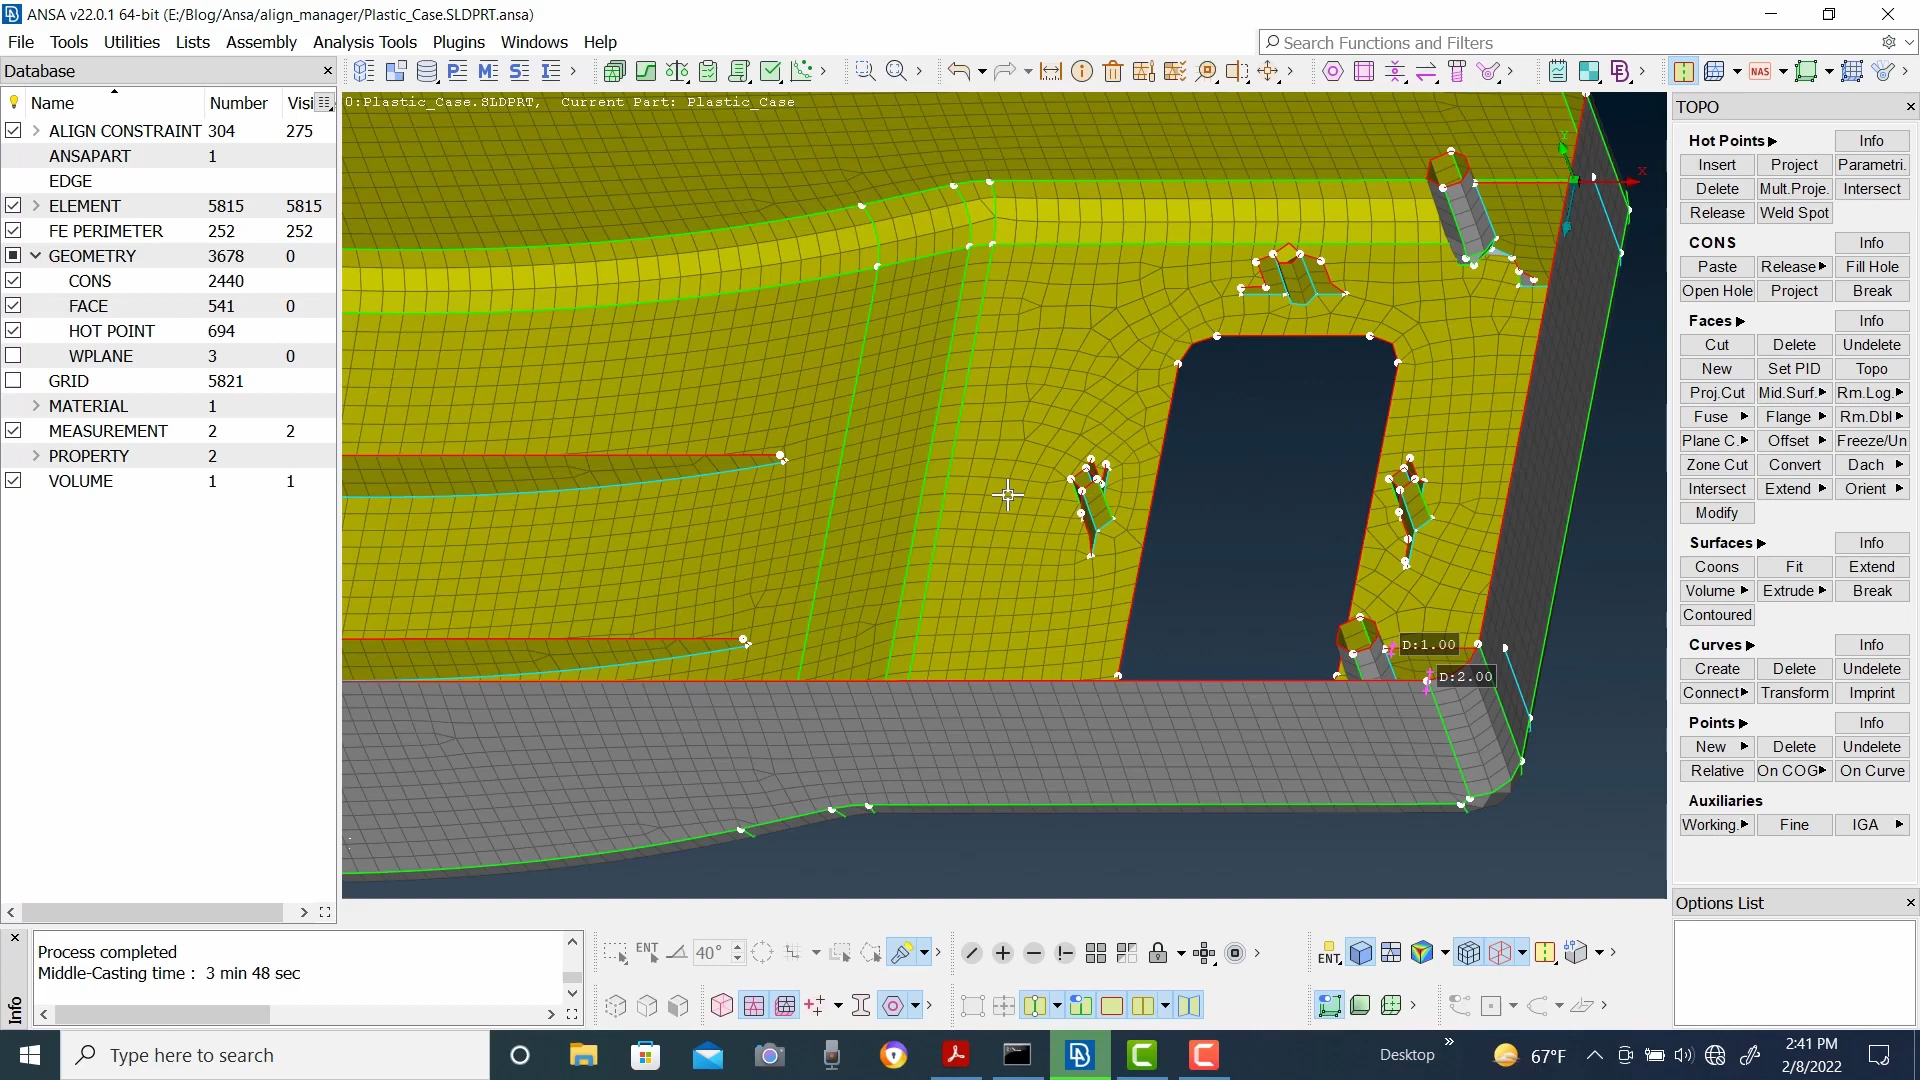 ANSA v22.0.1 64-bit (E:/Blog/Ansa/align_manager/Plastic_Case.SLDPRT.ansa)
File Tools Utilities Lists Assembly Analysis Tools Plugins Windows Help
Search Functions and Filters
Database
NAS
Name Number Visi
ALIGN CONSTRAINT 304 275
ANSAPART 1
EDGE
ELEMENT 5815 5815
FE PERIMETER 252 252
GEOMETRY 3678 0
CONS 2440
FACE 541 0
HOT POINT 694
WPLANE 3 0
GRID 5821
MATERIAL 1
MEASUREMENT 2 2
PROPERTY 2
VOLUME 1 1
0:Plastic_Case.SLDPRT, Current Part: Plastic_Case
Y
X
D:1.00
D:2.00
TOPO
Hot Points Info
Insert Project Parametri.
Delete Mult.Proje. Intersect
Release Weld Spot
CONS Info
Paste Release Fill Hole
Open Hole Project Break
Faces Info
Cut Delete Undelete
New Set PID Topo
Proj.Cut Mid.Surf. Rm.Log.
Fuse Flange Rm.Dbl
Plane C. Offset Freeze/Un
Zone Cut Convert Dach
Intersect Extend Orient
Modify
Surfaces Info
Coons Fit Extend
Volume Extrude Break
Contoured
Curves Info
Create Delete Undelete
Connect Transform Imprint
Points Info
New Delete Undelete
Relative On COG On Curve
Auxiliaries
Working. Fine IGA
Options List
Info
Process completed
Middle-Casting time : 3 min 48 sec
ENT 40°
ENT
Type here to search
Desktop
67°F
2:41 PM
2/8/2022